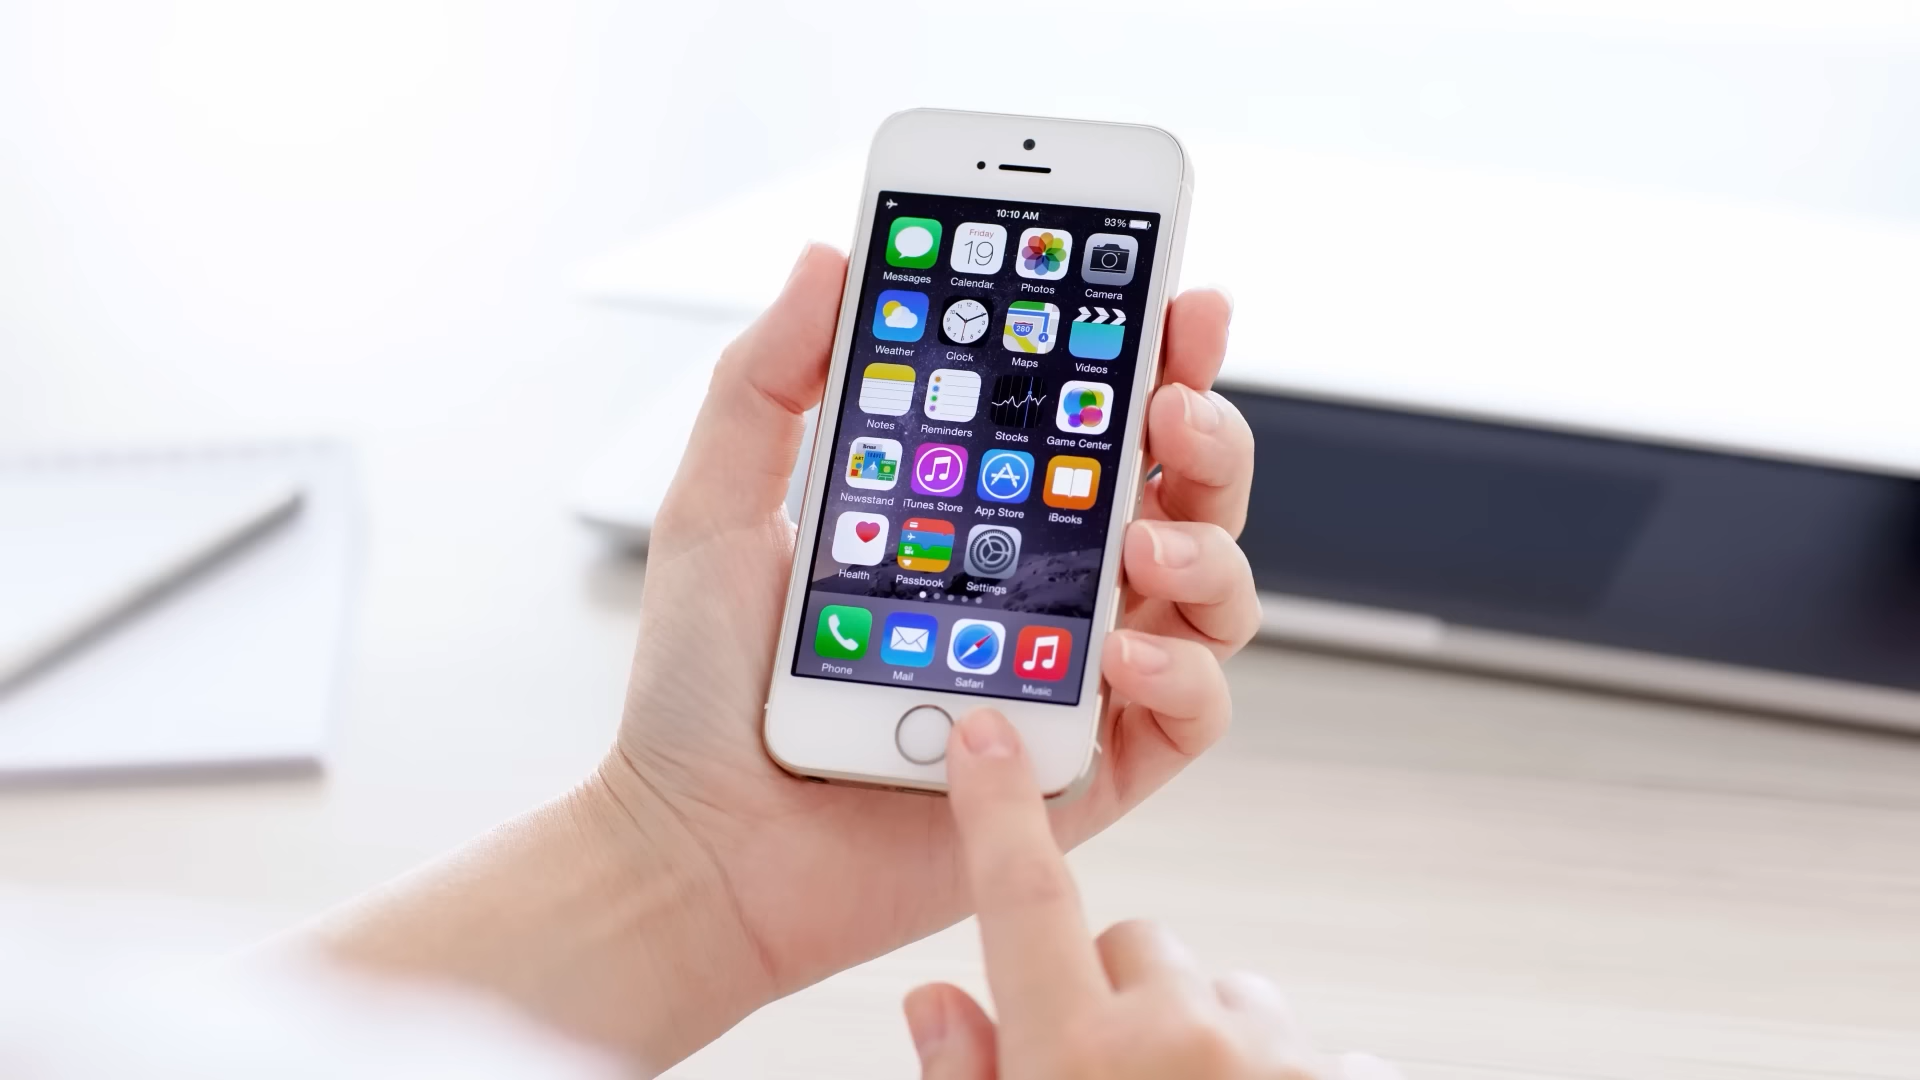 10:10 AM 93%
Friday
19
Messages Calendar Photos Camera
280
Weather Clock Maps Videos
Notes Reminders Stocks Game Center
Newsstand iTunes Store App Store iBooks
Health Passbook Settings
Phone Mail Safari Music